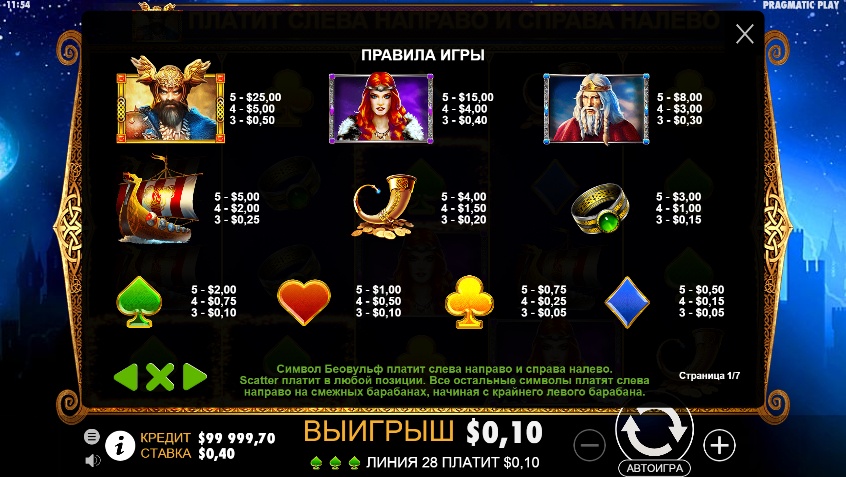 11:54
PRAGMATIC PLAY
ПЛАТИТ СЛЕВА НАПРАВО И СПРАВА НАЛЕВО
ПРАВИЛА ИГРЫ
5 - $25,00
4 - $5,00
3 - $0,50
5 - $15,00
4 - $4,00
3 - $0,40
5 - $8,00
4 - $3,00
3 - $0,30
5 - $5,00
4 - $2,00
3 - $0,25
5 - $4,00
4 - $1,50
3 - $0,20
5 - $3,00
4 - $1,00
3 - $0,15
5 - $2,00
4 - $0,75
3 - $0,10
5 - $1,00
4 - $0,50
3 - $0,10
5 - $0,75
4 - $0,25
3 - $0,05
5 - $0,50
4 - $0,15
3 - $0,05
Символ Беовульф платит слева направо и справа налево.
Scatter платит в любой позиции. Все остальные символы платят слева
направо на смежных барабанах, начиная с крайнего левого барабана.
Страница 1/7
КРЕДИТ $99 999,70
СТАВКА $0,40
ВЫИГРЫШ $0,10
ЛИНИЯ 28 ПЛАТИТ $0,10
АВТОИГРА